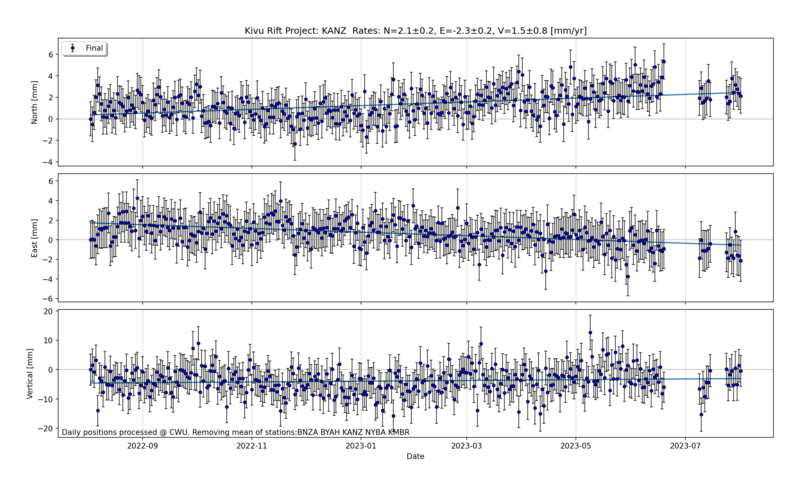 Kivu Rift Project: KANZ Rates: N=2.1±0.2, E=-2.3±0.2, V=1.5±0.8 [mm/yr]
Final
North [mm]
6
4
2
0
−2
−4
East [mm]
6
4
2
0
−2
−4
−6
Vertical [mm]
20
10
0
−10
−20
Daily positions processed @ CWU. Removing mean of stations:BNZA BYAH KANZ NYBA KMBR
2022-09 2022-11 2023-01 2023-03 2023-05 2023-07
Date